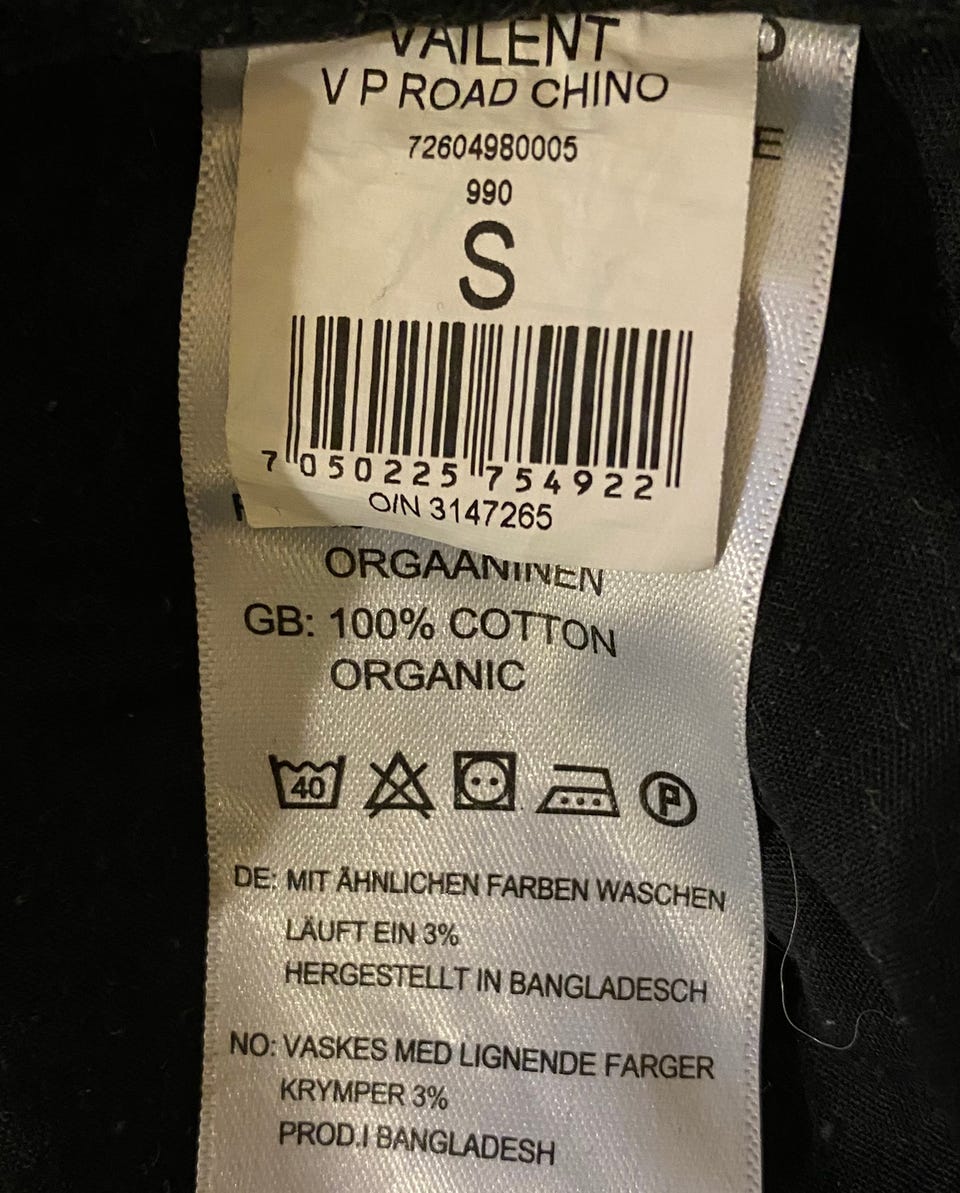 VAILENT
V P ROAD CHINO
72604980005
990
S
7 050225 754922
O/N 3147265
ORGAANINEN
GB: 100% COTTON
ORGANIC
40
P
DE: MIT ÄHNLICHEN FARBEN WASCHEN
LÄUFT EIN 3%
HERGESTELLT IN BANGLADESCH
NO: VASKES MED LIGNENDE FARGER
KRYMPER 3%
PROD.I BANGLADESH